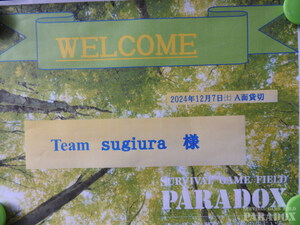 WELCOME
2024年12月7日(土) A面貸切
Team sugiura 様
SURVIVAL GAME FIELD
PARADOX
PARADOX